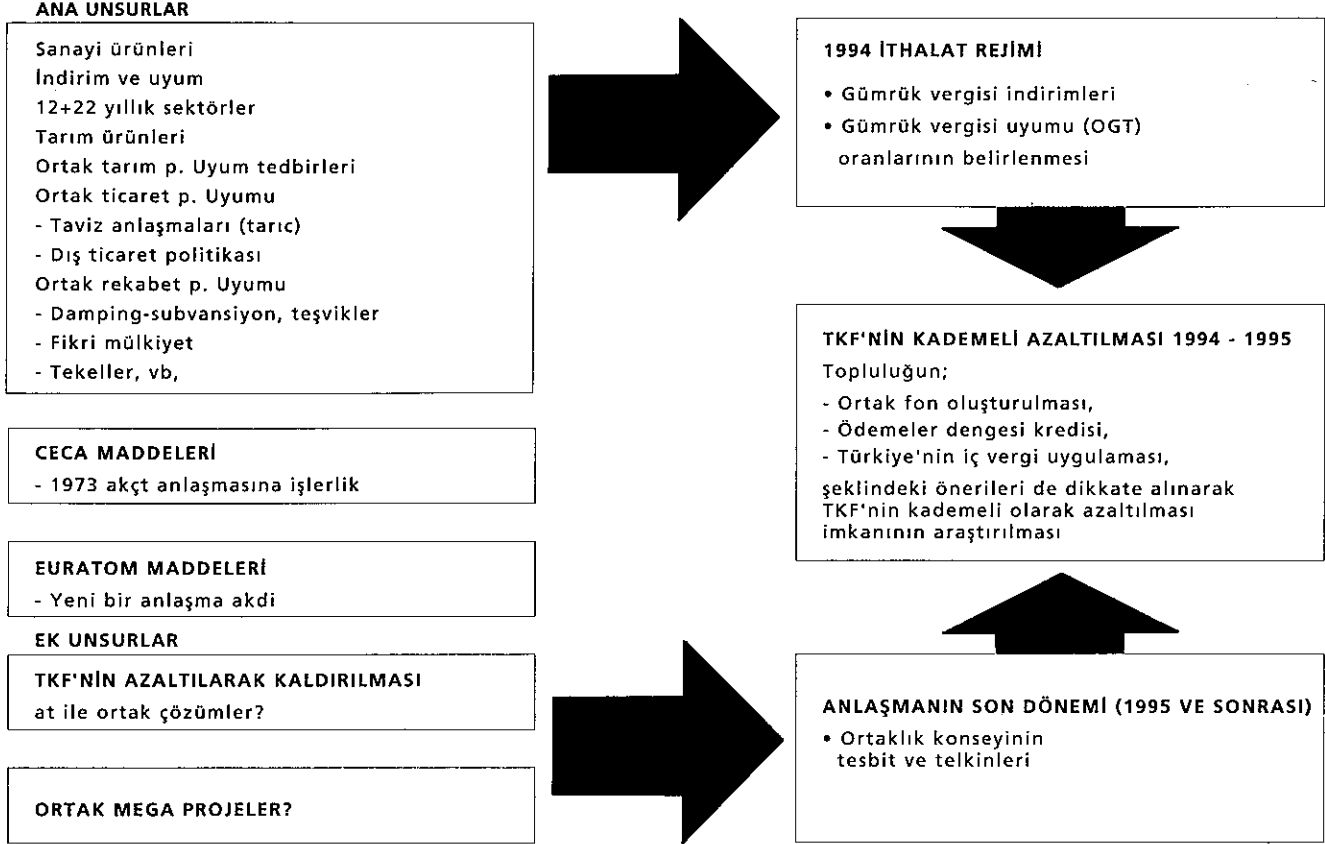 ANA UNSURLAR
Sanayi ürünleri
İndirim ve uyum
12+22 yıllık sektörler
Tarım ürünleri
Ortak tarım p. Uyum tedbirleri
Ortak ticaret p. Uyumu
- Taviz anlaşmaları (tarıc)
- Dış ticaret politikası
Ortak rekabet p. Uyumu
- Damping-subvansiyon, teşvikler
- Fikri mülkiyet
- Tekeller, vb,
CECA MADDELERİ
- 1973 akçt anlaşmasına işlerlik
EURATOM MADDELERİ
- Yeni bir anlaşma akdi
EK UNSURLAR
TKF'NİN AZALTILARAK KALDIRILMASI
at ile ortak çözümler?
ORTAK MEGA PROJELER?
1994 İTHALAT REJİMİ
• Gümrük vergisi indirimleri
• Gümrük vergisi uyumu (OGT)
oranlarının belirlenmesi
TKF'NİN KADEMELİ AZALTILMASI 1994 - 1995
Topluluğun;
- Ortak fon oluşturulması,
- Ödemeler dengesi kredisi,
- Türkiye'nin iç vergi uygulaması,
şeklindeki önerileri de dikkate alınarak
TKF'nin kademeli olarak azaltılması
imkanının araştırılması
ANLAŞMANIN SON DÖNEMİ (1995 VE SONRASI)
• Ortaklık konseyinin
tesbit ve telkinleri